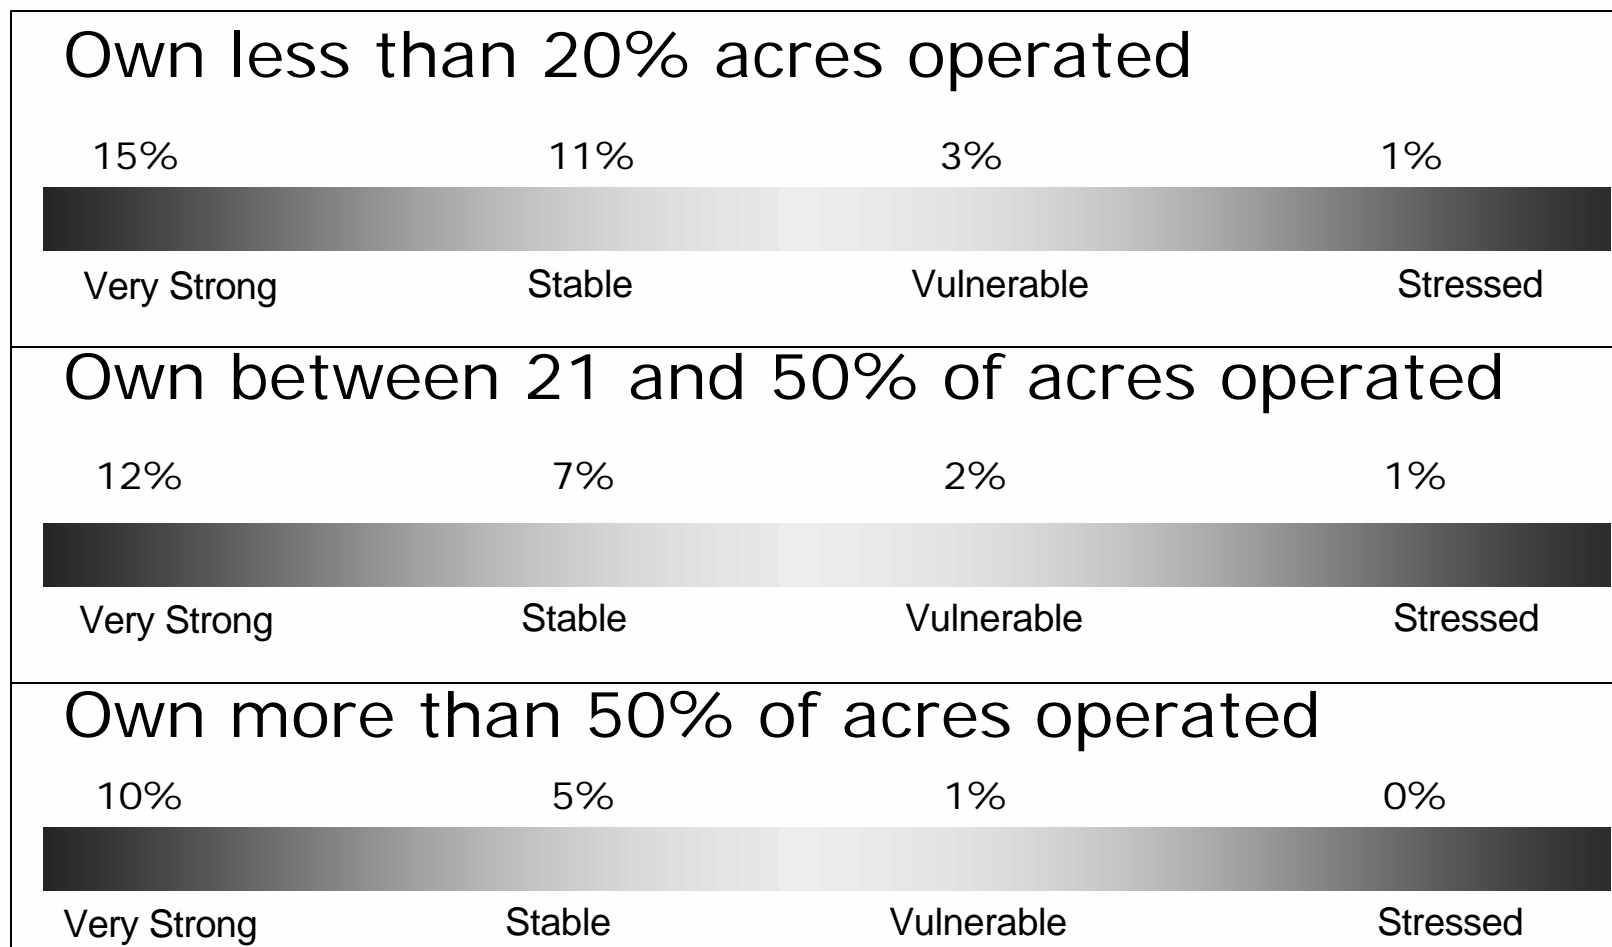 Own less than 20% acres operated
15% 11% 3% 1%
Very Strong Stable Vulnerable Stressed
Own between 21 and 50% of acres operated
12% 7% 2% 1%
Very Strong Stable Vulnerable Stressed
Own more than 50% of acres operated
10% 5% 1% 0%
Very Strong Stable Vulnerable Stressed